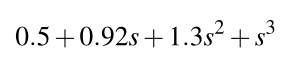 0.5 + 0.92s + 1.3s² + s³